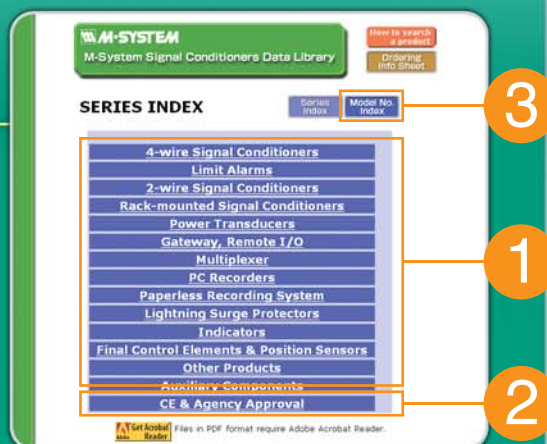 M-SYSTEM
M-System Signal Conditioners Data Library
How to search
a product
Ordering
Info Sheet
SERIES INDEX
Series
Index
Model No.
Index
3
4-wire Signal Conditioners
Limit Alarms
2-wire Signal Conditioners
Rack-mounted Signal Conditioners
Power Transducers
Gateway, Remote I/O
Multiplexer
PC Recorders
Paperless Recording System
Lightning Surge Protectors
Indicators
Final Control Elements & Position Sensors
Other Products
Auxiliary Components
1
CE & Agency Approval
2
Get Acrobat
Reader
Adobe
Files in PDF format require Adobe Acrobat Reader.